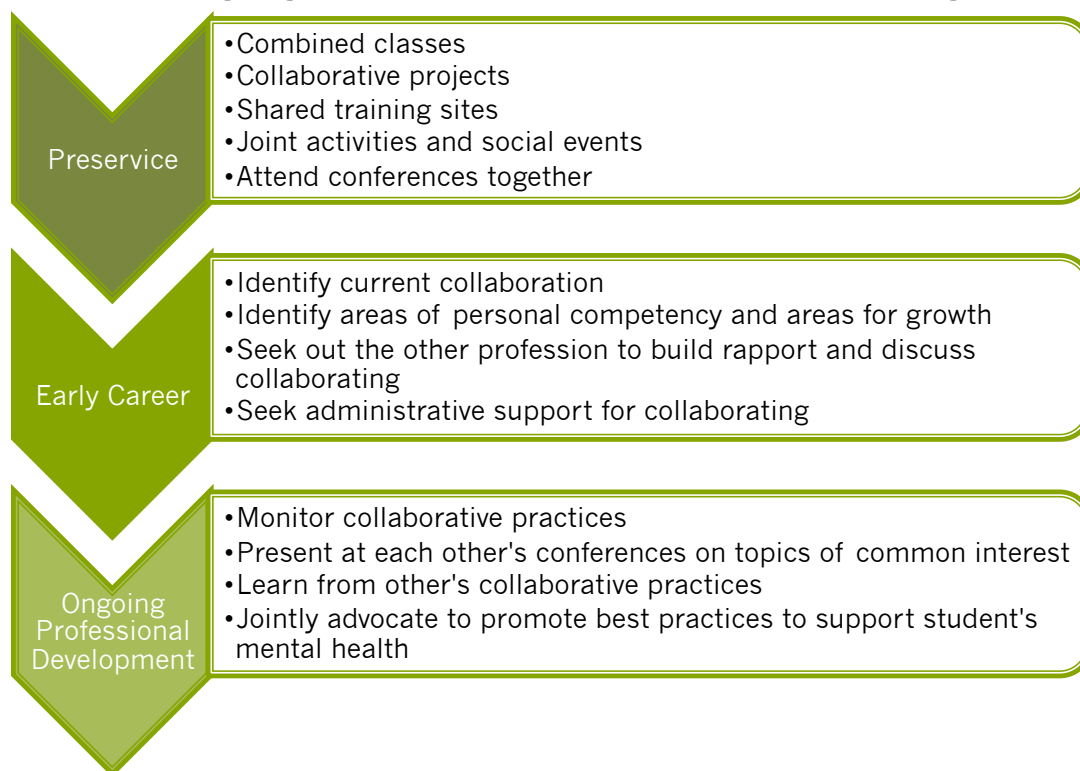 Preservice
•Combined classes
•Collaborative projects
•Shared training sites
•Joint activities and social events
•Attend conferences together
Early Career
•Identify current collaboration
•Identify areas of personal competency and areas for growth
•Seek out the other profession to build rapport and discuss
collaborating
•Seek administrative support for collaborating
Ongoing
Professional
Development
•Monitor collaborative practices
•Present at each other's conferences on topics of common interest
•Learn from other's collaborative practices
•Jointly advocate to promote best practices to support student's
mental health